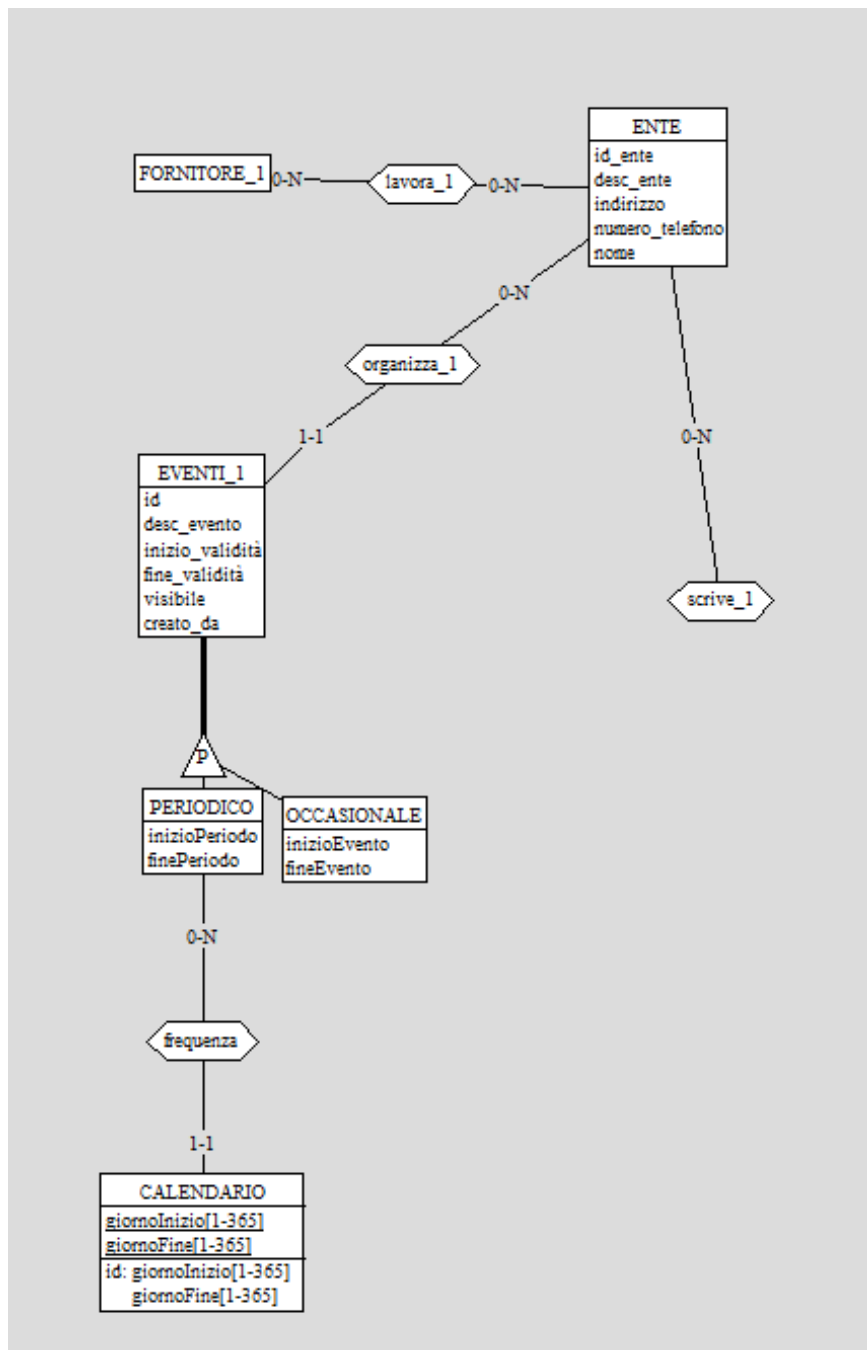 ENTE
id_ente
desc_ente
indirizzo
numero_telefono
nome
FORNITORE_1
0-N
lavora_1
0-N
0-N
organizza_1
1-1
0-N
scrive_1
EVENTI_1
id
desc_evento
inizio_validità
fine_validità
visibile
creato_da
P
PERIODICO
inizioPeriodo
finePeriodo
OCCASIONALE
inizioEvento
fineEvento
0-N
frequenza
1-1
CALENDARIO
giornoInizio[1-365]
giornoFine[1-365]
id: giornoInizio[1-365]
giornoFine[1-365]